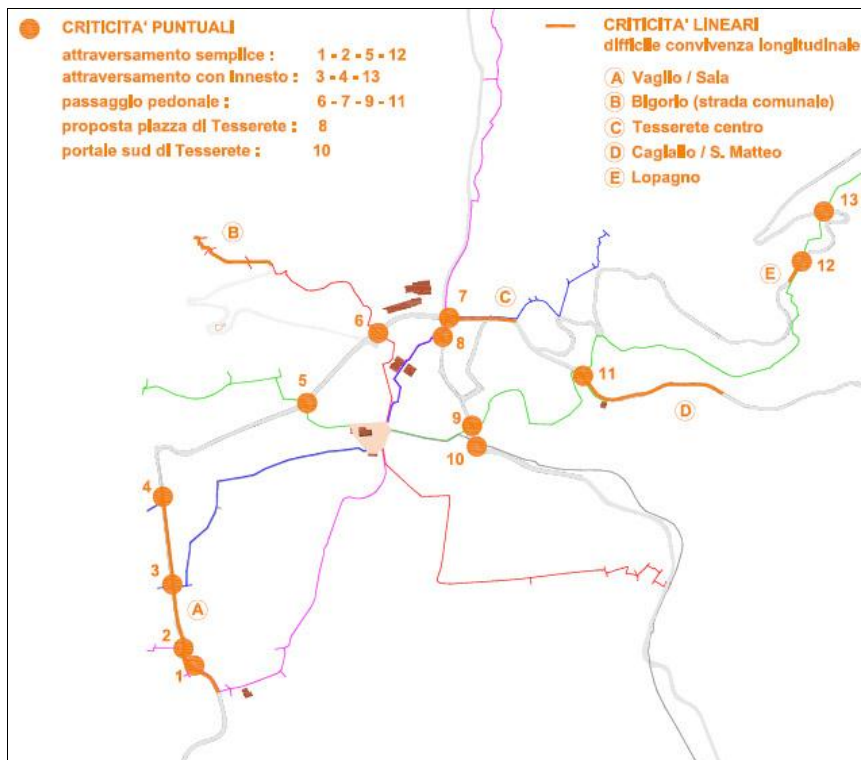 CRITICITA' PUNTUALI
attraversamento semplice : 1 - 2 - 5 - 12
attraversamento con innesto : 3 - 4 - 13
passaggio pedonale : 6 - 7 - 9 - 11
proposta piazza di Tesserete : 8
portale sud di Tesserete : 10
CRITICITA' LINEARI
difficile convivenza longitudinale
A Vaglio / Sala
B Bigorio (strada comunale)
C Tesserete centro
D Cagiallo / S. Matteo
E Lopagno
13
B
12
E
7
C
6
8
11
5
D
9
10
4
3
A
2
1